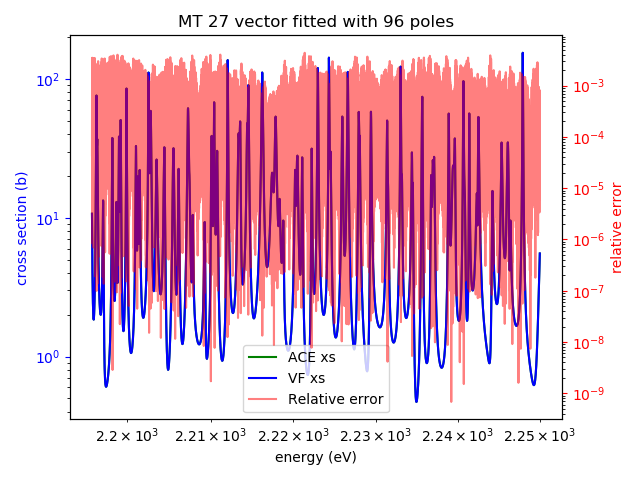 MT 27 vector fitted with 96 poles
10²
10¹
10⁰
cross section (b)
10⁻³
10⁻⁴
10⁻⁵
10⁻⁶
10⁻⁷
10⁻⁸
10⁻⁹
relative error
ACE xs
VF xs
Relative error
2.2 × 10³ 2.21 × 10³ 2.22 × 10³ 2.23 × 10³ 2.24 × 10³ 2.25 × 10³
energy (eV)